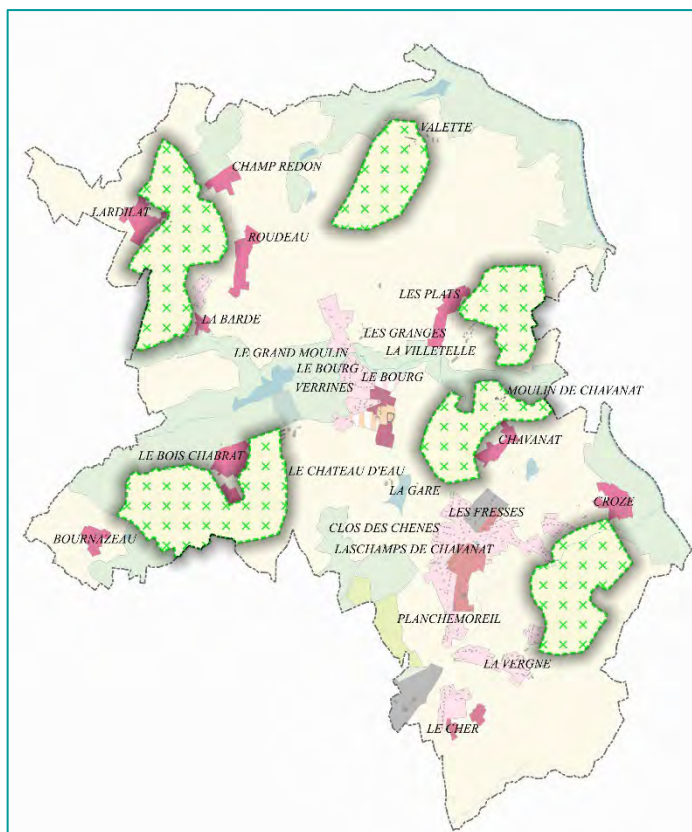 VALETTE
CHAMP REDON
LARDILAT
ROUDEAU
LES PLATS
LA BARDE
LES GRANGES
LE GRAND MOULIN
LA VILLETELLE
LE BOURG
LE BOURG
VERRINES
MOULIN DE CHAVANAT
CHAVANAT
LE BOIS CHABRAT
LE CHATEAU D'EAU
LA GARE
CROZE
LES FRESSES
CLOS DES CHENES
BOURNAZEAU
LASCHAMPS DE CHAVANAT
PLANCHEMOREIL
LA VERGNE
LE CHER